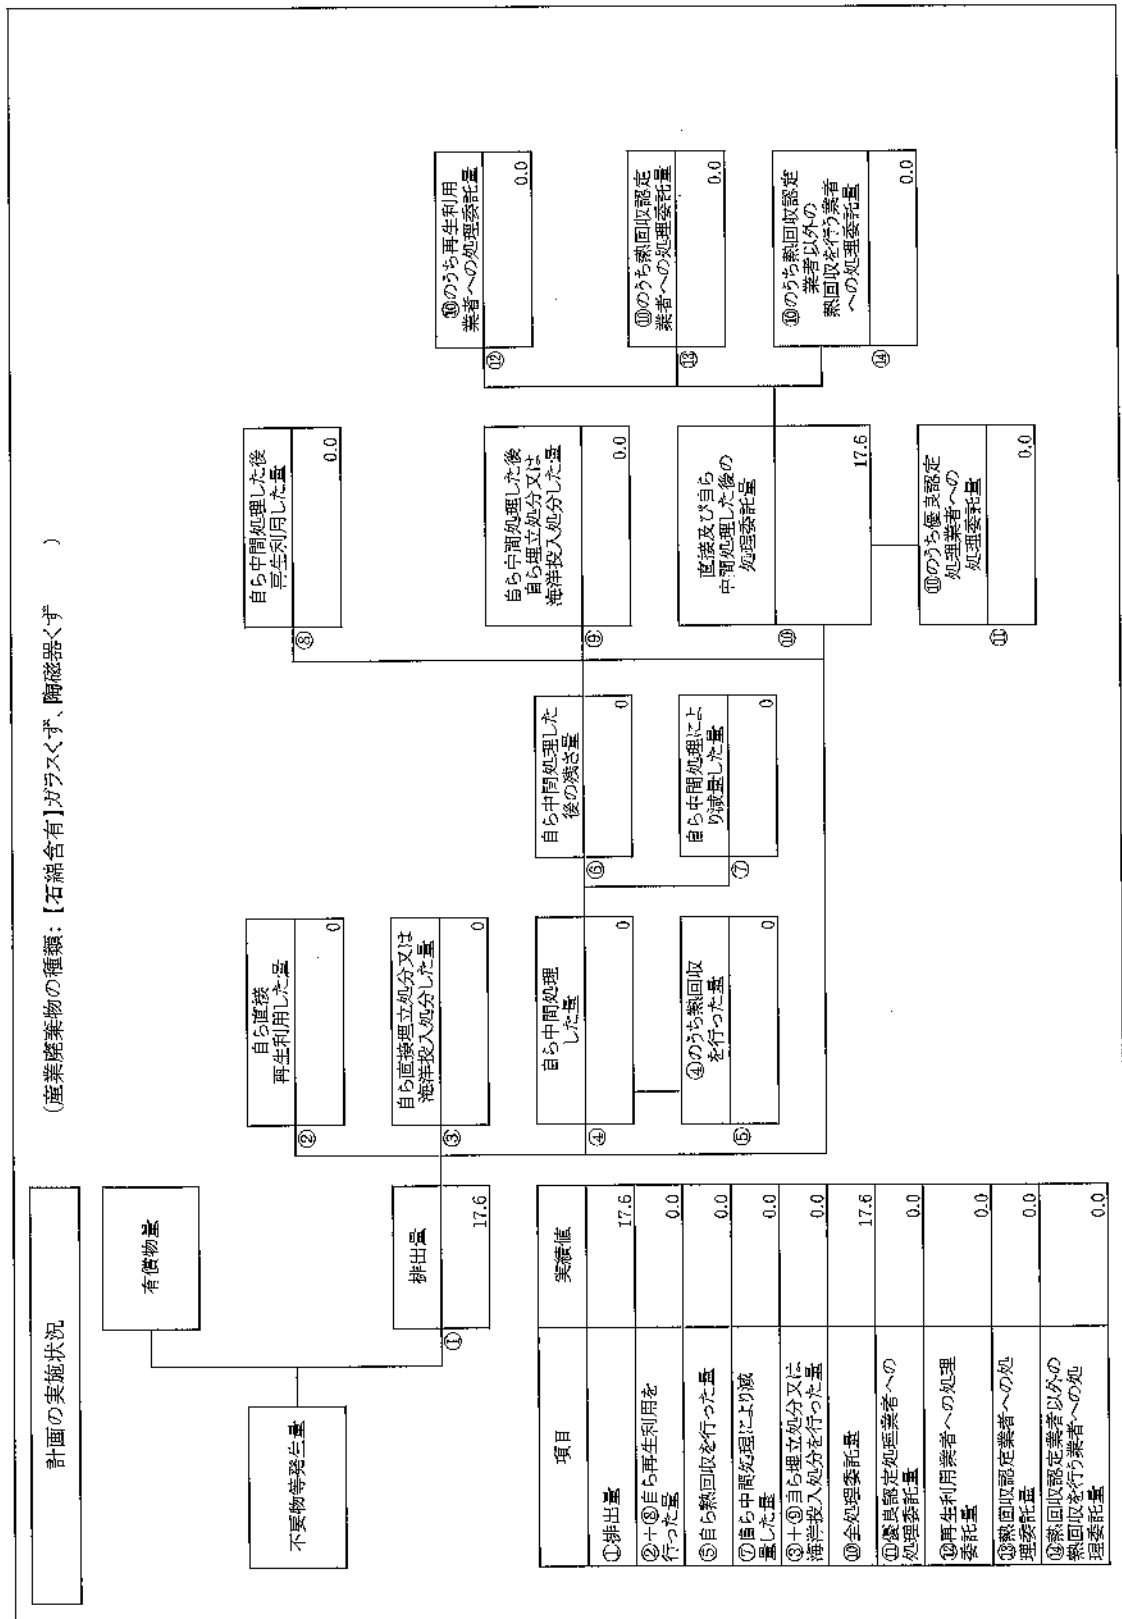 計画の実施状況
(産業廃棄物の種類:【石綿含有】ガラスくず、陶磁器くず )
不要物等発生量
有償物量
①
排出量
17.6
②
自ら直接
再生利用した量
0
③
自ら直接埋立処分又は
海洋投入処分した量
0
④
自ら中間処理
した量
0
⑤
④のうち熱回収
を行った量
0
⑥
自ら中間処理した
後の残さ量
0
⑦
自ら中間処理によ
り減量した量
0
⑧
自ら中間処理した後
再生利用した量
0.0
⑨
自ら中間処理した後
自ら埋立処分又は
海洋投入処分した量
0.0
⑩
直接及び自ら
中間処理した後の
処理委託量
17.6
⑪
⑩のうち優良認定
処理業者への
処理委託量
0.0
⑫
⑩のうち再生利用
業者への処理委託量
0.0
⑬
⑩のうち熱回収認定
業者への処理委託量
0.0
⑭
⑩のうち熱回収認定
業者以外の
熱回収を行う業者
への処理委託量
0.0
項目 実績値
①排出量 17.6
②+⑧自ら再生利用を
行った量 0.0
⑤自ら熱回収を行った量 0.0
⑦自ら中間処理により減
量した量 0.0
③+⑨自ら埋立処分又は
海洋投入処分を行った量 0.0
⑩全処理委託量 17.6
⑪優良認定処理業者への
処理委託量 0.0
⑫再生利用業者への処理
委託量 0.0
⑬熱回収認定業者への処
理委託量 0.0
⑭熱回収認定業者以外の
熱回収を行う業者への処
理委託量 0.0